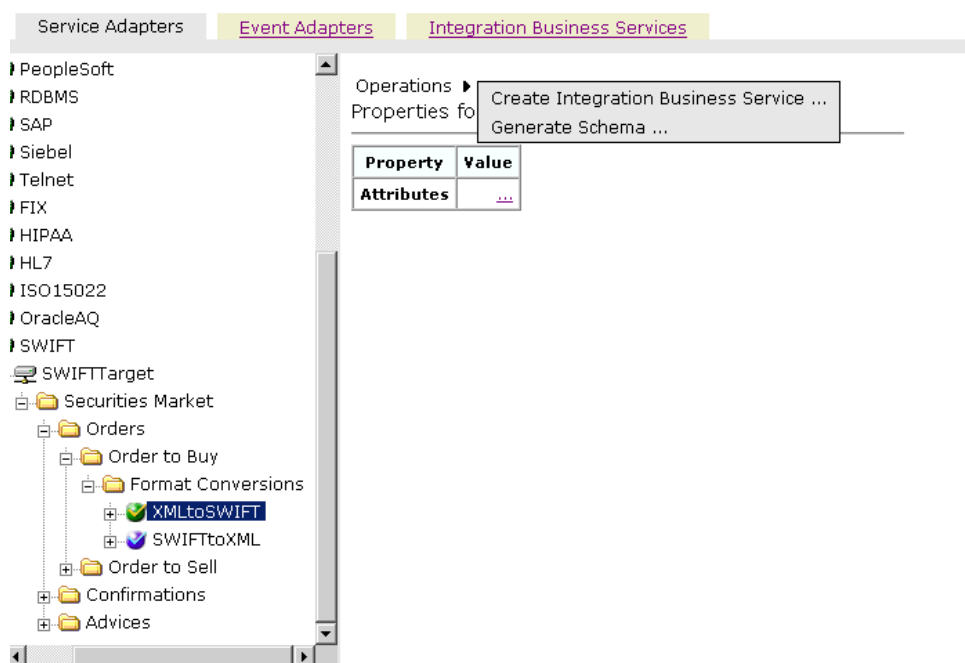 Service Adapters Event Adapters Integration Business Services
PeopleSoft
RDBMS
SAP
Siebel
Telnet
FIX
HIPAA
HL7
ISO15022
OracleAQ
SWIFT
SWIFTTarget
Securities Market
Orders
Order to Buy
Format Conversions
XMLtoSWIFT
SWIFTtoXML
Order to Sell
Confirmations
Advices
Operations
Properties fo
Create Integration Business Service ...
Generate Schema ...
Property Value
Attributes ...